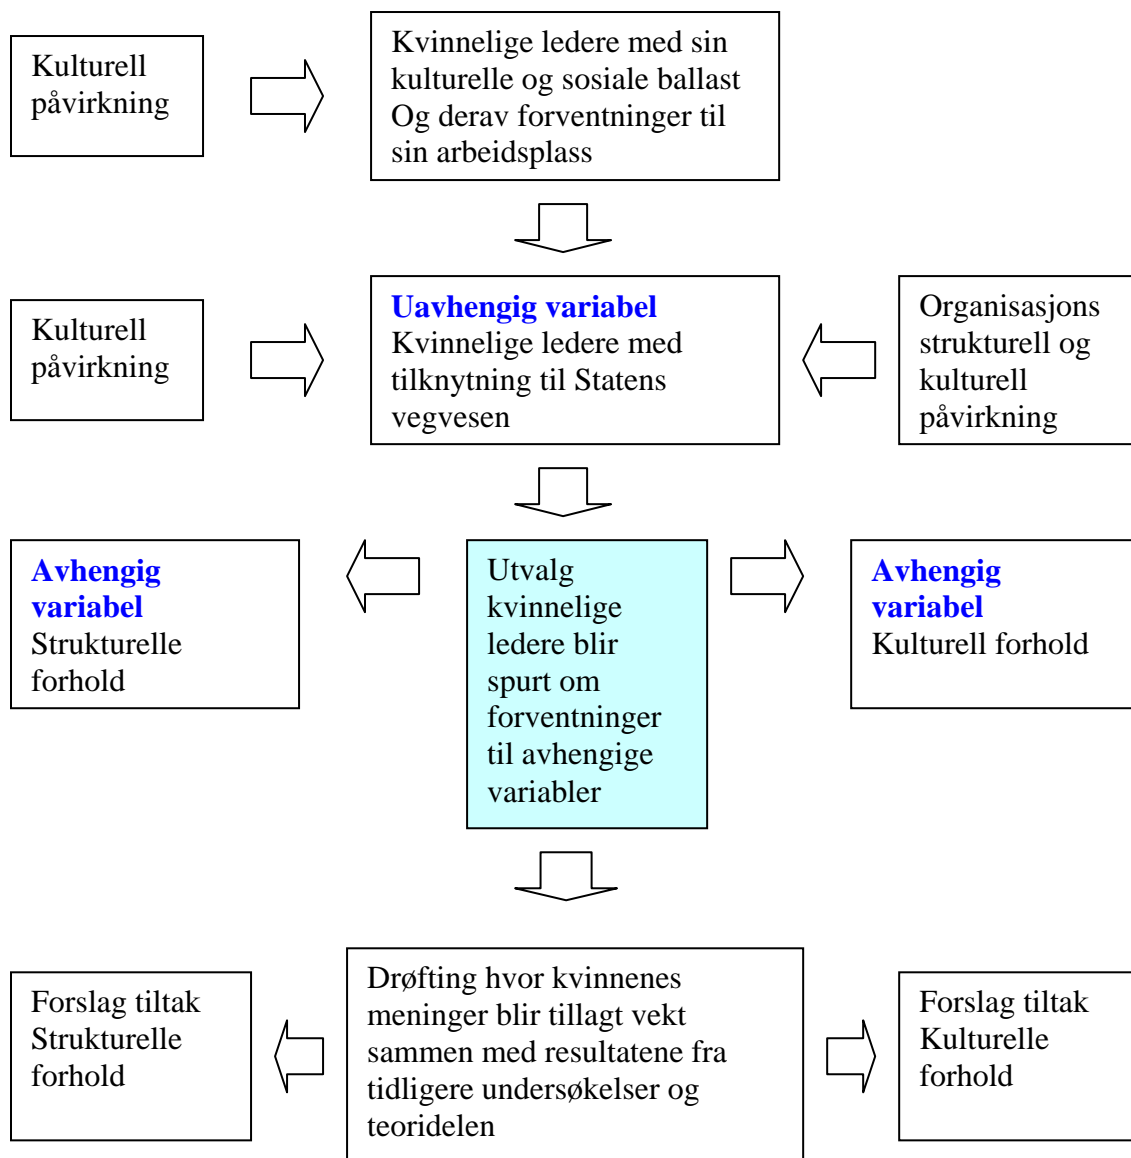 Kulturell
påvirkning
Kvinnelige ledere med sin
kulturelle og sosiale ballast
Og derav forventninger til
sin arbeidsplass
Kulturell
påvirkning
Uavhengig variabel
Kvinnelige ledere med
tilknytning til Statens
vegvesen
Organisasjons
strukturell og
kulturell
påvirkning
Avhengig
variabel
Strukturelle
forhold
Utvalg
kvinnelige
ledere blir
spurt om
forventninger
til avhengige
variabler
Avhengig
variabel
Kulturell forhold
Forslag tiltak
Strukturelle
forhold
Drøfting hvor kvinnenes
meninger blir tillagt vekt
sammen med resultatene fra
tidligere undersøkelser og
teoridelen
Forslag tiltak
Kulturelle
forhold